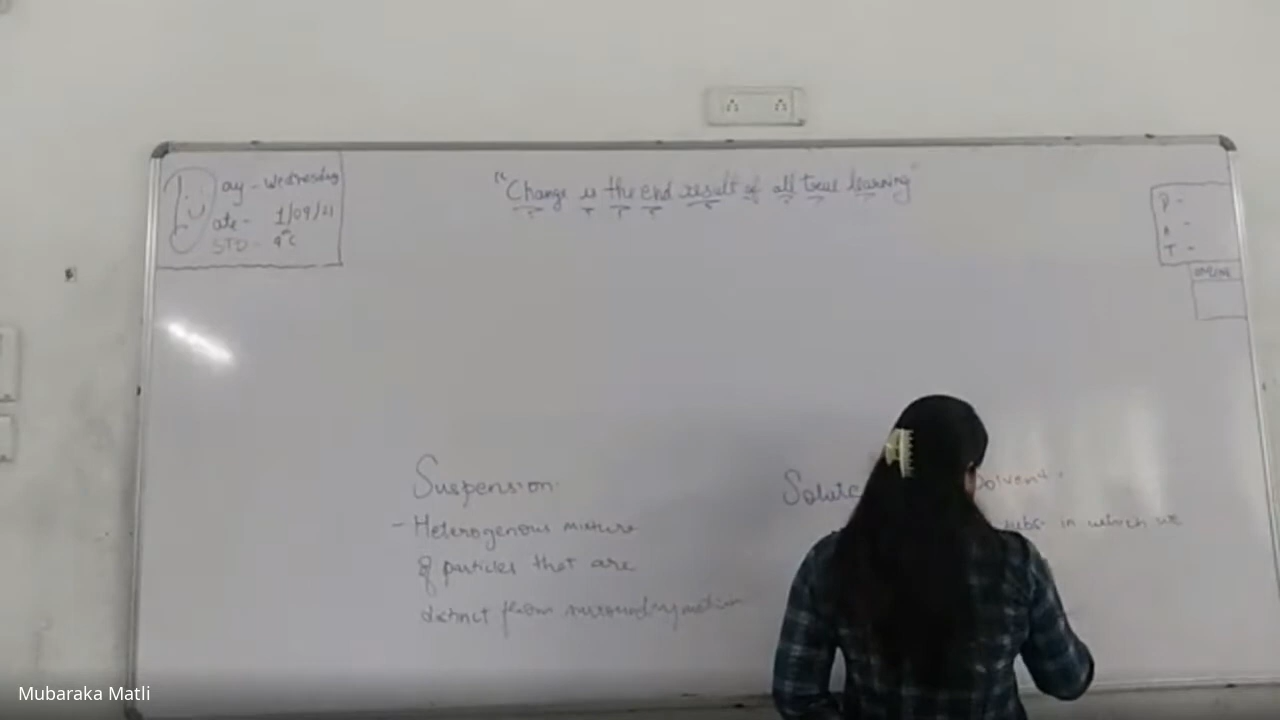 Day - Wednesday
Date - 1/09/21
STD - 9th C
"Change is the end result of all true learning"
P -
A -
T -
ONLINE
Suspension
- Heterogenous mixture
of particles that are
distinct from surrounding medium
Solute
Solvent
subs in which we
Mubaraka Matli